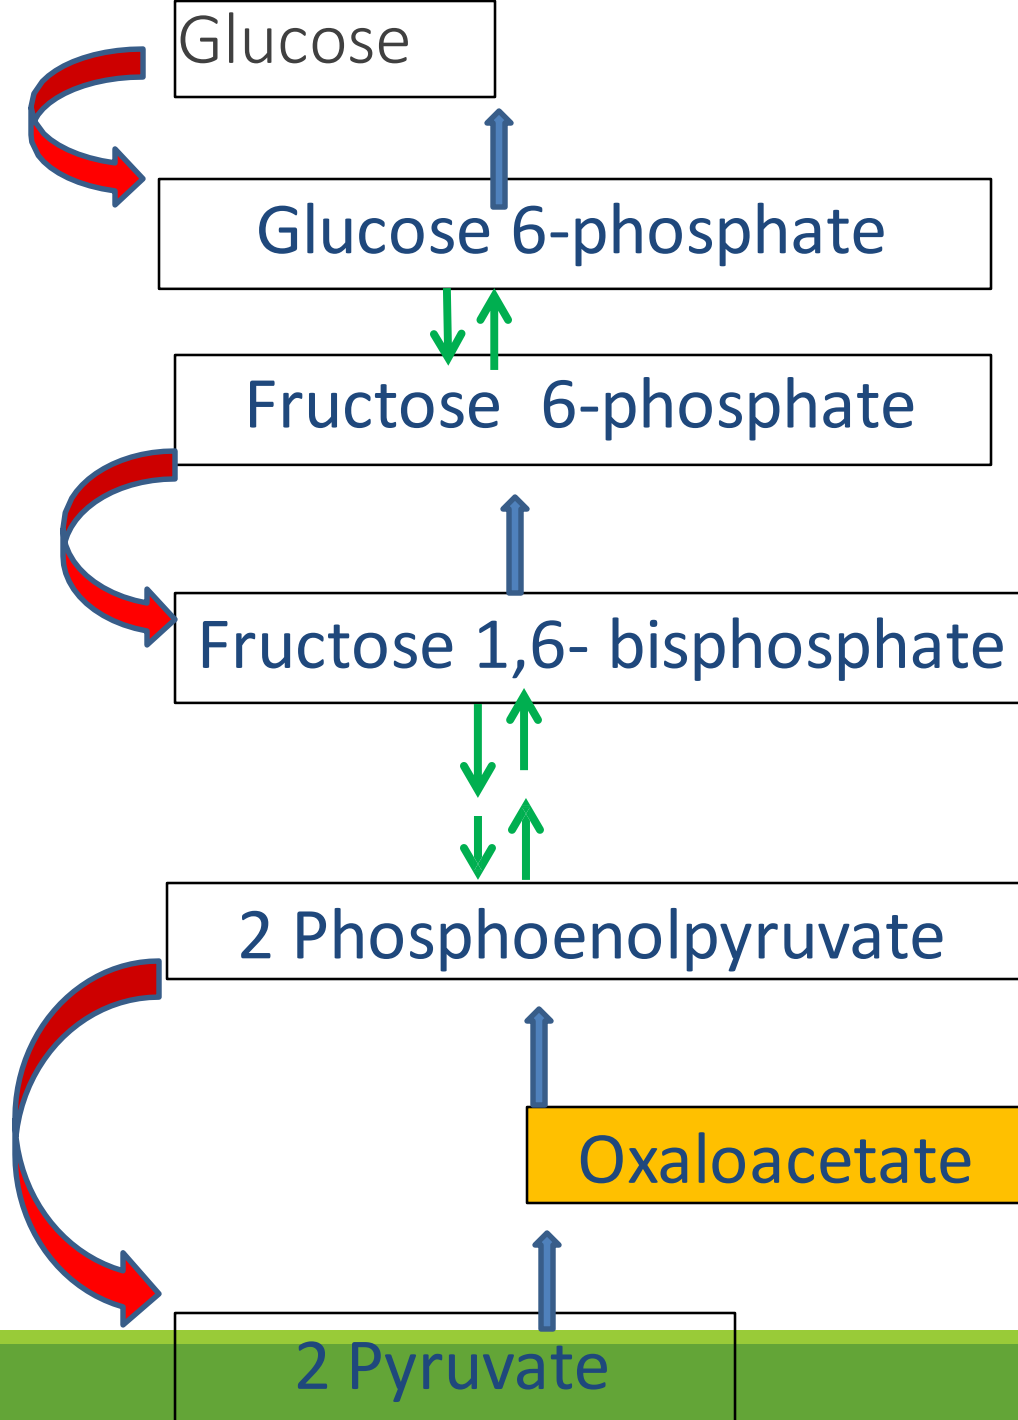 Glucose
Glucose 6-phosphate
Fructose  6-phosphate
Fructose 1,6- bisphosphate
2 Phosphoenolpyruvate
Oxaloacetate
2 Pyruvate